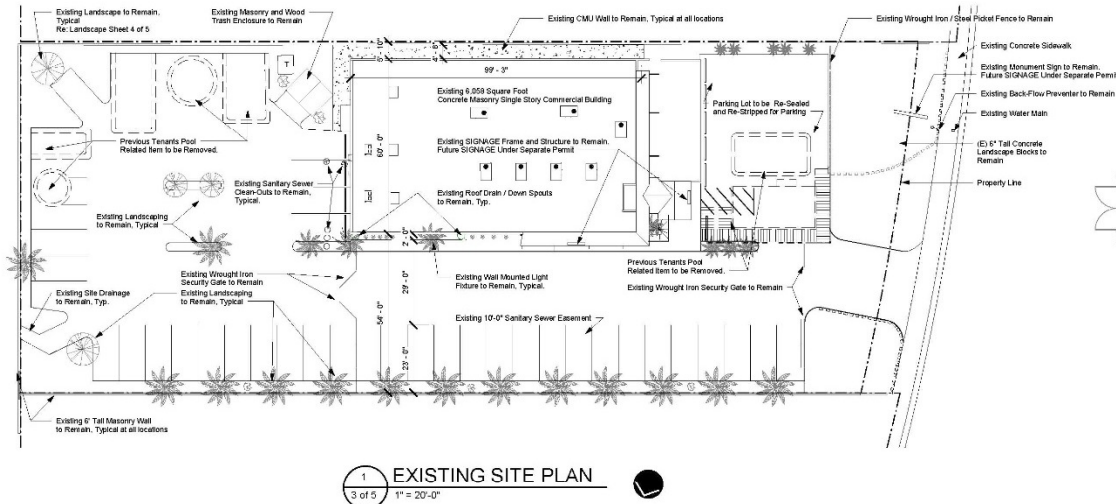 Existing Landscape to Remain,
Typical
Re: Landscape Sheet 4 of 5
Existing Masonry and Wood
Trash Enclosure to Remain
Existing CMU Wall to Remain, Typical at all locations
Existing Wrought Iron / Steel Picket Fence to Remain
Existing Concrete Sidewalk
Existing Monument Sign to Remain.
Future SIGNAGE Under Separate Permit
Existing Back-Flow Preventer to Remain
Existing Water Main
(E) 6" Tall Concrete
Landscape Blocks to
Remain
Property Line
T
99' - 3"
60' - 0"
Existing 6,058 Square Foot
Concrete Masonry Single Story Commercial Building
Existing SIGNAGE Frame and Structure to Remain.
Future SIGNAGE Under Separate Permit
Existing Roof Drain / Down Spouts
to Remain, Typ.
Parking Lot to be Re-Sealed
and Re-Striped for Parking
Previous Tenants Pool
Related Item to be Removed.
Existing Sanitary Sewer
Clean-Outs to Remain,
Typical.
Existing Landscaping
to Remain, Typical
2' - 0"
29' - 0"
54' - 0"
23' - 0"
Existing Wrought Iron
Security Gate to Remain
Existing Landscaping
to Remain, Typical
Existing Wall Mounted Light
Fixture to Remain, Typical.
Previous Tenants Pool
Related Item to be Removed.
Existing Wrought Iron Security Gate to Remain
Existing Site Drainage
to Remain, Typ.
Existing 10'-0" Sanitary Sewer Easement
Existing 6' Tall Masonry Wall
to Remain, Typical at all locations
1
3 of 5
EXISTING SITE PLAN
1" = 20'-0"